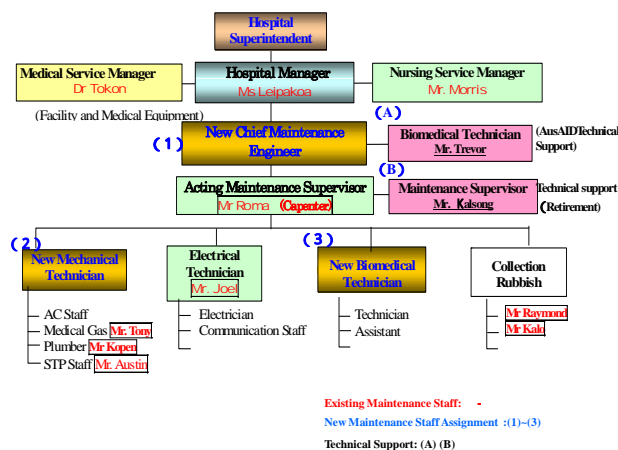 Hospital
Superintendent
Medical Service Manager
Dr Tokon
Hospital Manager
Ms Leipakoa
Nursing Service Manager
Mr. Morris
(Facility and Medical Equipment)
(A)
(1)
New Chief Maintenance
Engineer
Biomedical Technician
Mr. Trevor
(AusAIDTechnical
Support)
(B)
Acting Maintenance Supervisor
Mr Roma (Capenter)
Maintenance Supervisor
Mr. Kalsong
Technical support
(Retirement)
(2)
New Mechanical
Technician
Electrical
Technician
Mr. Joel
(3)
New Biomedical
Technician
Collection
Rubbish
AC Staff
Medical Gas Mr. Tony
Plumber Mr Kopen
STP Staff Mr. Austin
Electrician
Communication Staff
Technician
Assistant
Mr Raymond
Mr Kalo
Existing Maintenance Staff: -
New Maintenance Staff Assignment :(1)~(3)
Technical Support: (A) (B)